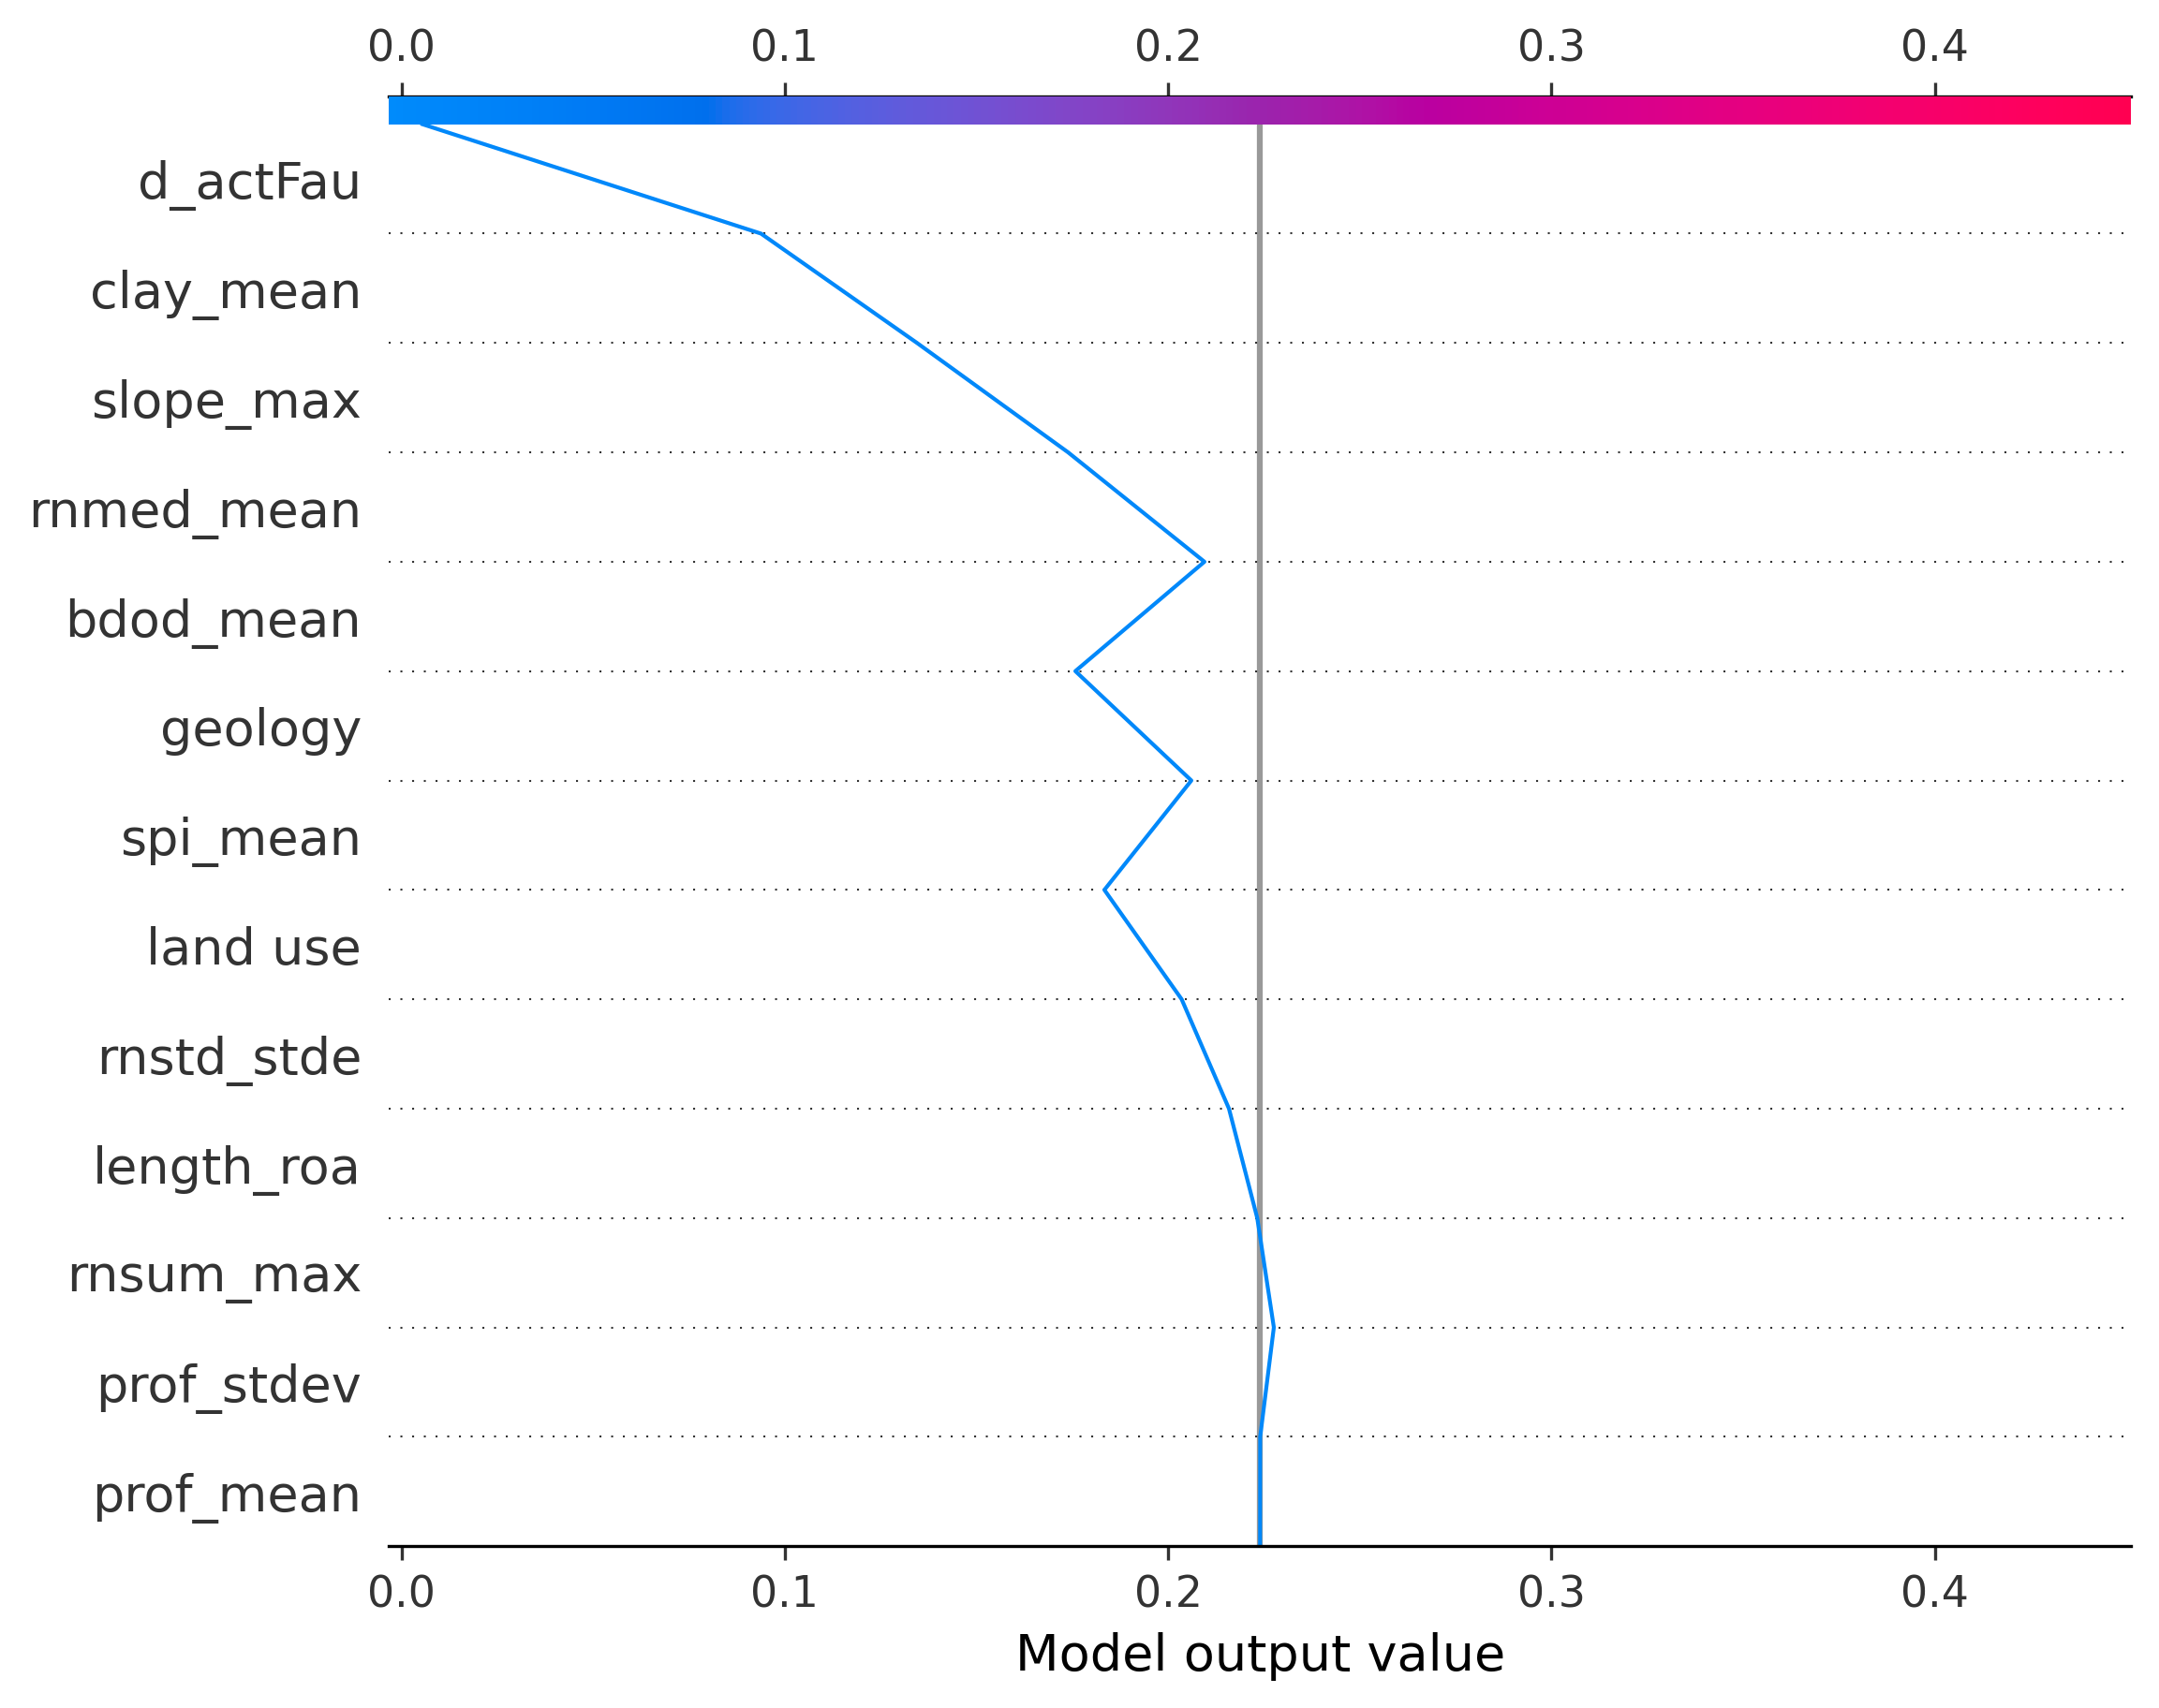 0.0 0.1 0.2 0.3 0.4
d_actFau
clay_mean
slope_max
rnmed_mean
bdod_mean
geology
spi_mean
land use
rnstd_stde
length_roa
rnsum_max
prof_stdev
prof_mean
0.0 0.1 0.2 0.3 0.4
Model output value